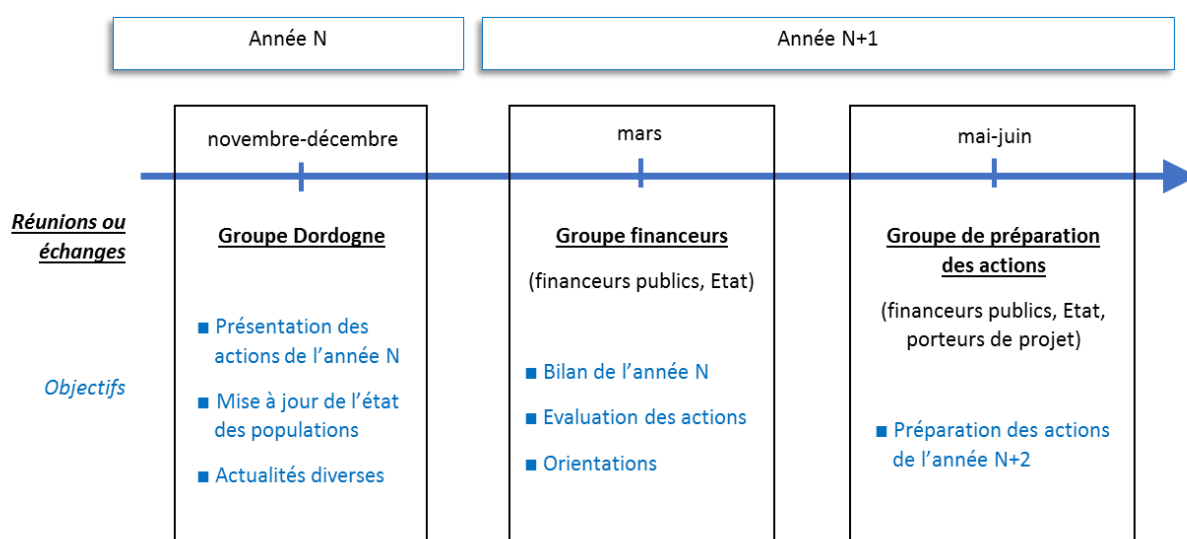 Année N
Année N+1
novembre-décembre
mars
mai-juin
Réunions ou
échanges
Groupe Dordogne
Groupe financeurs
(financeurs publics, Etat)
Groupe de préparation
des actions
(financeurs publics, Etat,
porteurs de projet)
Objectifs
■ Présentation des
actions de l’année N
■ Mise à jour de l’état
des populations
■ Actualités diverses
■ Bilan de l’année N
■ Evaluation des actions
■ Orientations
■ Préparation des actions
de l’année N+2